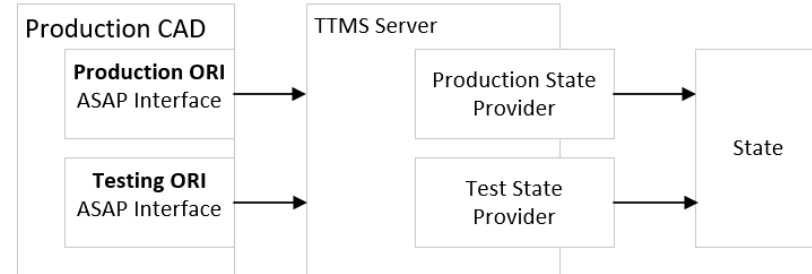 Production CAD
Production ORI
ASAP Interface
Testing ORI
ASAP Interface
TTMS Server
Production State
Provider
Test State
Provider
State